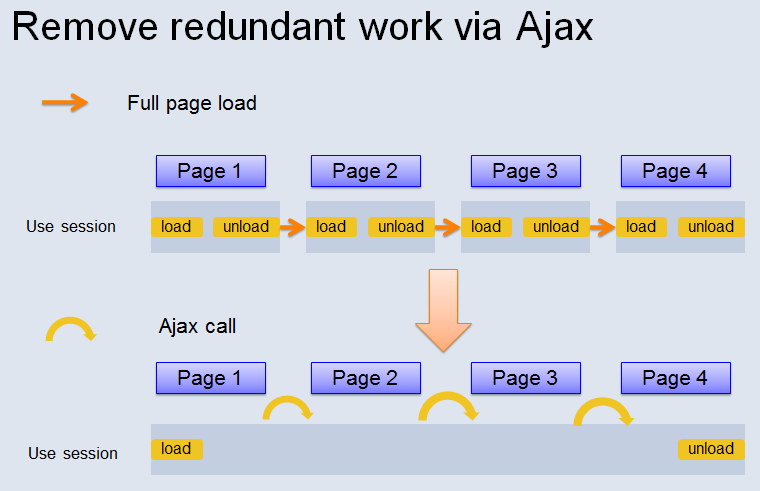 Remove redundant work via Ajax
Full page load
Page 1 Page 2 Page 3 Page 4
Use session load unload load unload load unload load unload
Ajax call
Page 1 Page 2 Page 3 Page 4
Use session load unload